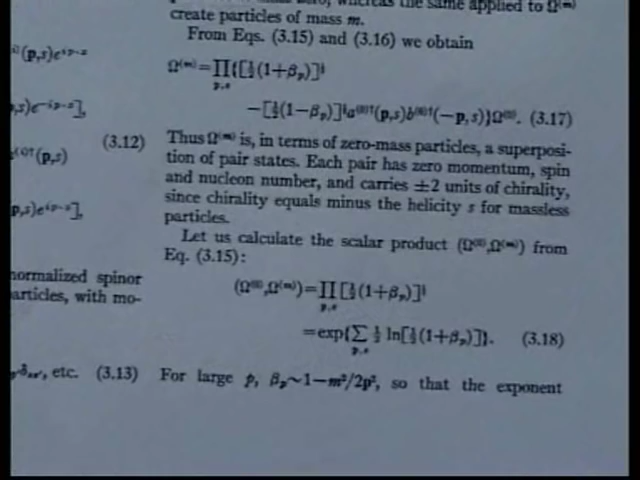 create particles of mass m.
From Eqs. (3.15) and (3.16) we obtain
Ω⁽ᵐ⁾=∏{[½(1+βₚ)]^½
p,s
−[½(1−βₚ)]^½a⁽⁰⁾†(p,s)b⁽⁰⁾†(−p,s)}Ω⁽⁰⁾. (3.17)
Thus Ω⁽ᵐ⁾ is, in terms of zero-mass particles, a superposi-
tion of pair states. Each pair has zero momentum, spin
and nucleon number, and carries ±2 units of chirality,
since chirality equals minus the helicity s for massless
particles.
Let us calculate the scalar product (Ω⁽⁰⁾,Ω⁽ᵐ⁾) from
Eq. (3.15):
(Ω⁽⁰⁾,Ω⁽ᵐ⁾)=∏[½(1+βₚ)]^½
p,s
=exp{∑ ½ ln[½(1+βₚ)]}. (3.18)
p,s
For large p, βₚ~1−m²/2p², so that the exponent
(3.12)
normalized spinor
articles, with mo-
etc. (3.13)